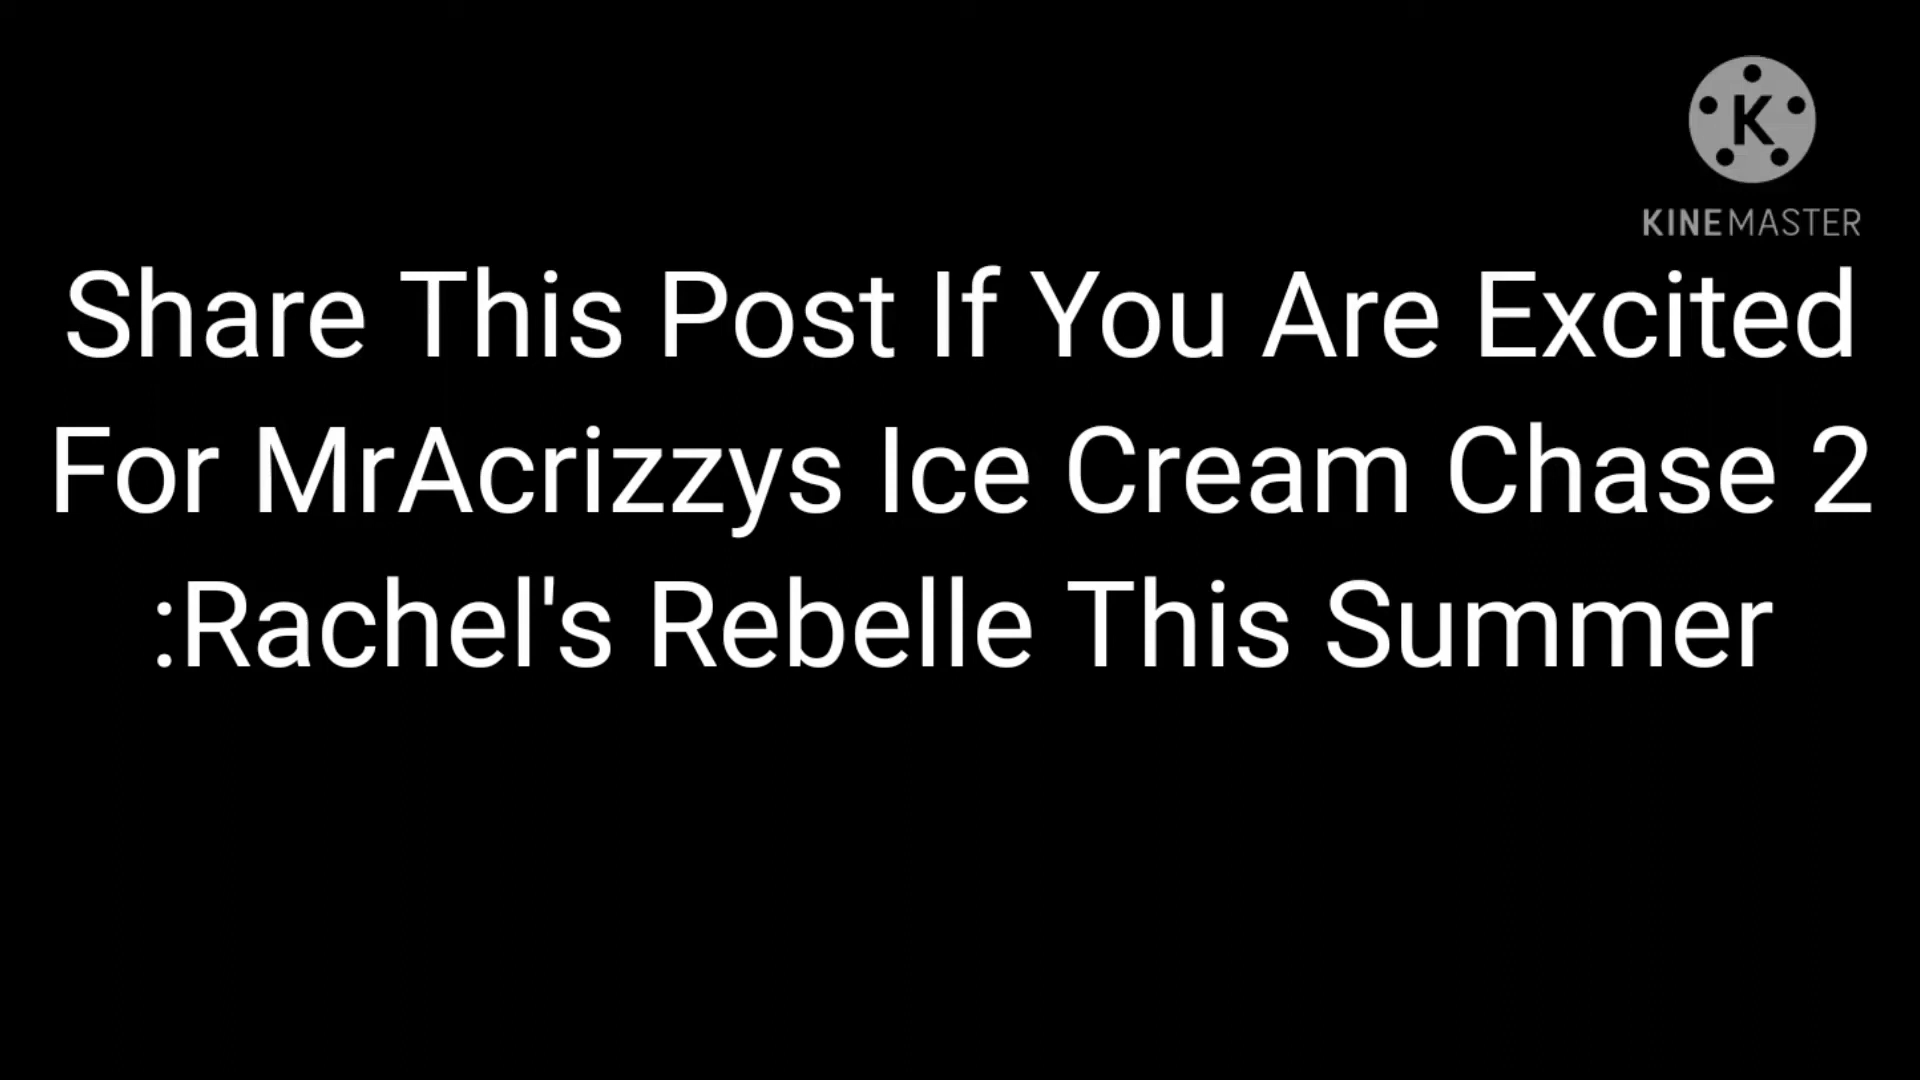 K
KINEMASTER
Share This Post If You Are Excited
For MrAcrizzys Ice Cream Chase 2
:Rachel's Rebelle This Summer